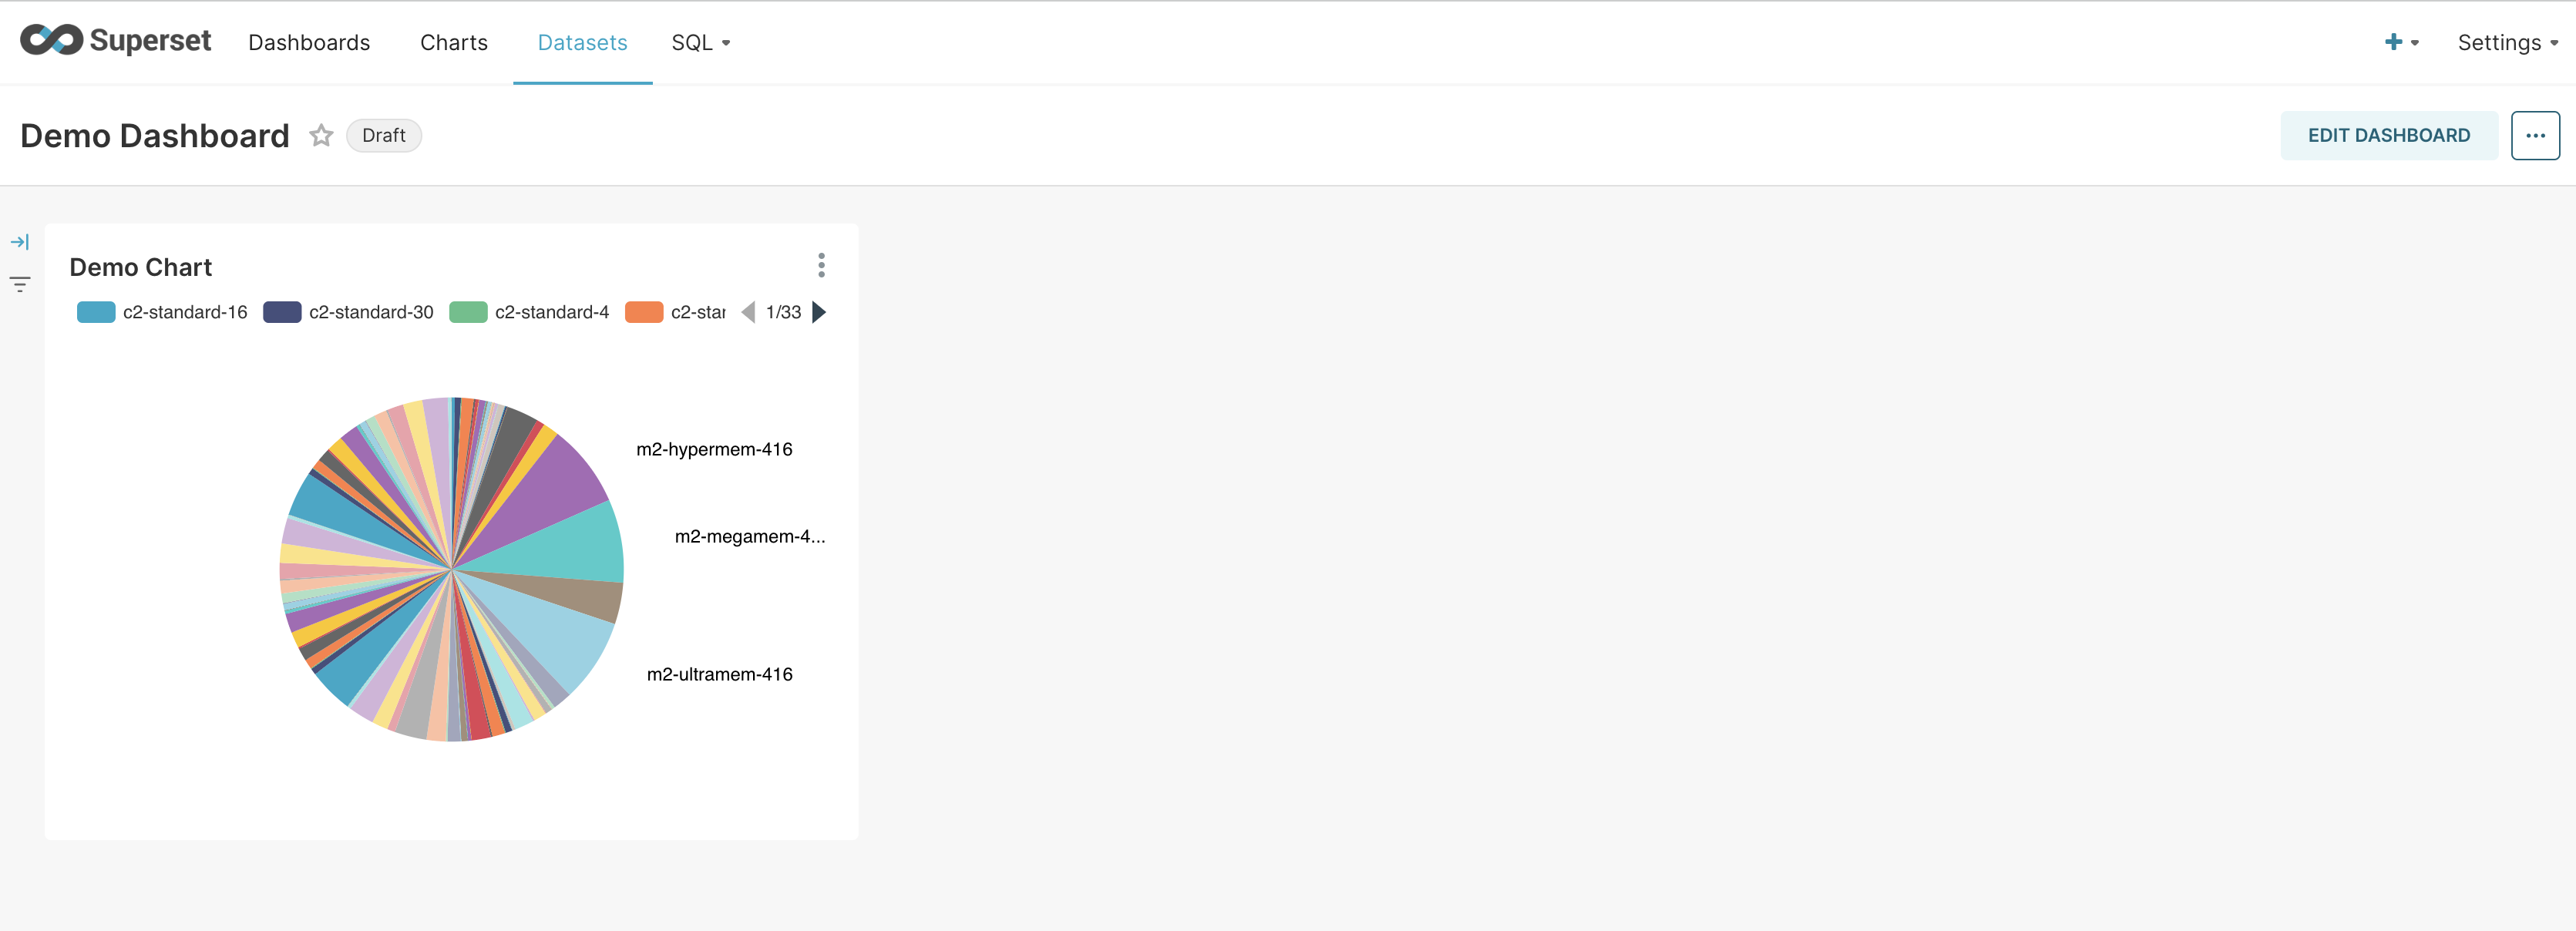 Superset Dashboards Charts Datasets SQL Settings
Demo Dashboard Draft EDIT DASHBOARD
Demo Chart
c2-standard-16 c2-standard-30 c2-standard-4 c2-star 1/33
m2-hypermem-416
m2-megamem-4...
m2-ultramem-416